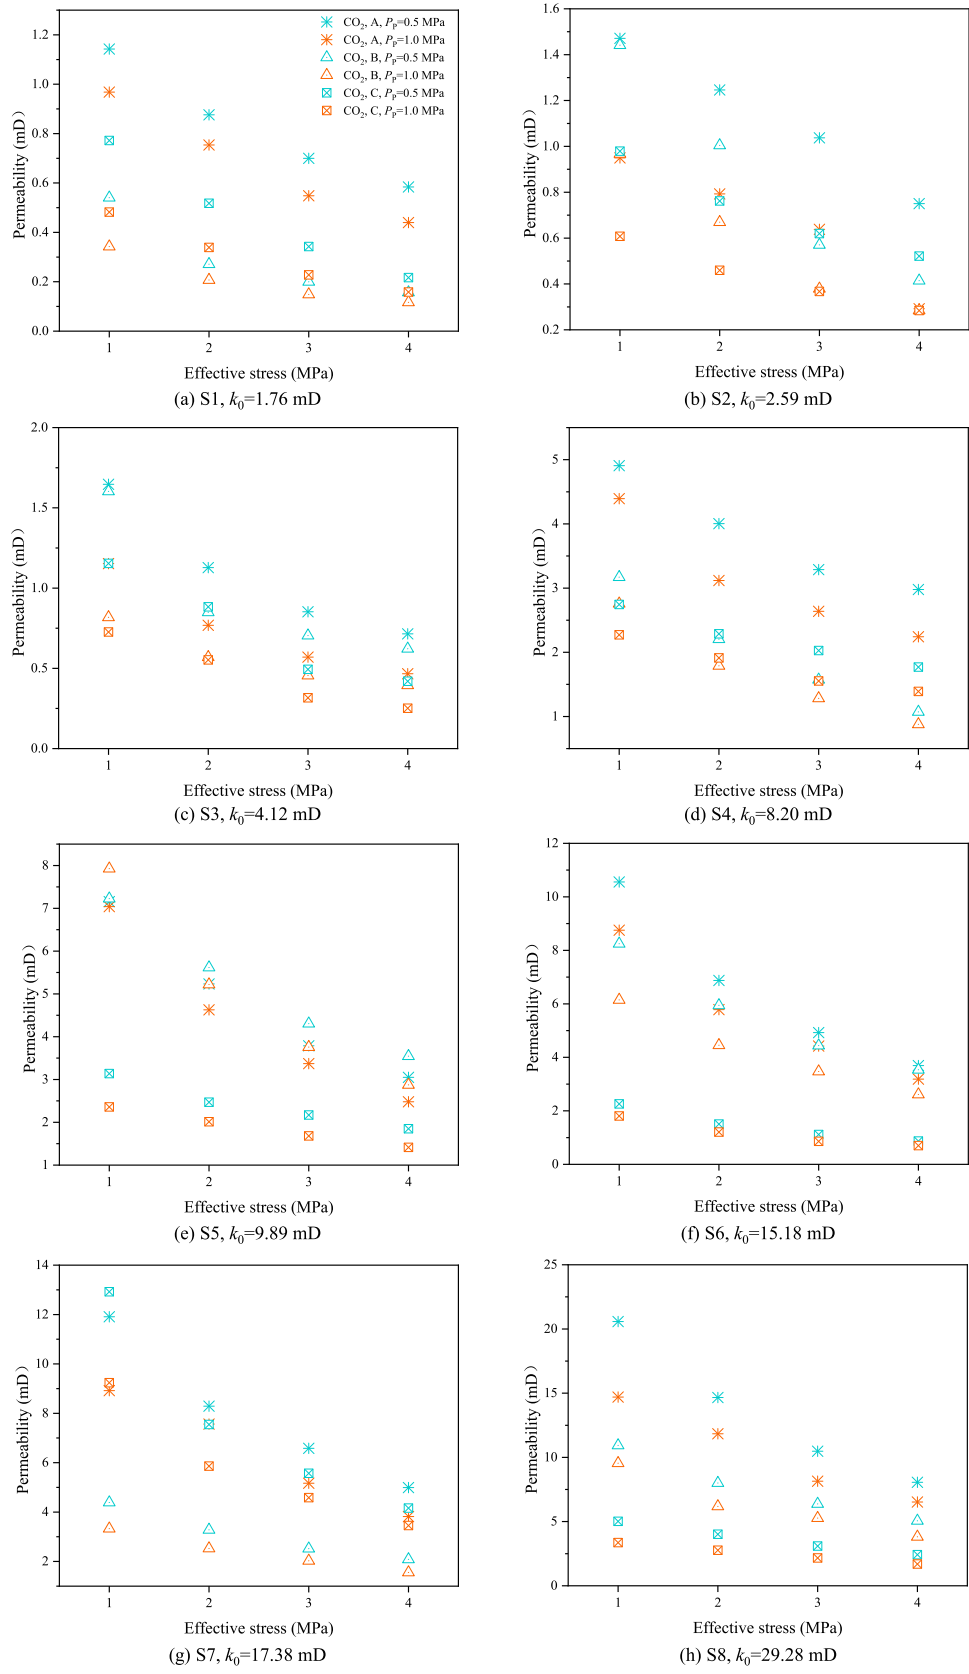 CO2, A, PP=0.5 MPa
CO2, A, PP=1.0 MPa
CO2, B, PP=0.5 MPa
CO2, B, PP=1.0 MPa
CO2, C, PP=0.5 MPa
CO2, C, PP=1.0 MPa
Permeability (mD)
1.2
1.0
0.8
0.6
0.4
0.2
0.0
1 2 3 4
Effective stress (MPa)
(a) S1, k0=1.76 mD
Permeability (mD)
1.6
1.4
1.2
1.0
0.8
0.6
0.4
0.2
1 2 3 4
Effective stress (MPa)
(b) S2, k0=2.59 mD
Permeability (mD)
2.0
1.5
1.0
0.5
0.0
1 2 3 4
Effective stress (MPa)
(c) S3, k0=4.12 mD
Permeability (mD)
5
4
3
2
1
1 2 3 4
Effective stress (MPa)
(d) S4, k0=8.20 mD
Permeability (mD)
8
7
6
5
4
3
2
1
1 2 3 4
Effective stress (MPa)
(e) S5, k0=9.89 mD
Permeability (mD)
12
10
8
6
4
2
0
1 2 3 4
Effective stress (MPa)
(f) S6, k0=15.18 mD
Permeability (mD)
14
12
10
8
6
4
2
1 2 3 4
Effective stress (MPa)
(g) S7, k0=17.38 mD
Permeability (mD)
25
20
15
10
5
0
1 2 3 4
Effective stress (MPa)
(h) S8, k0=29.28 mD